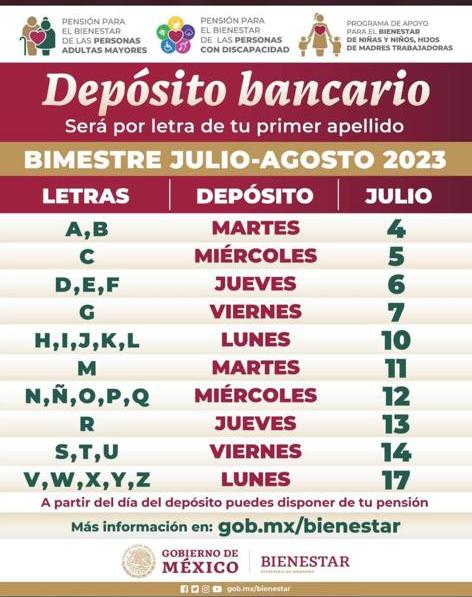 PENSIÓN PARA
EL BIENESTAR
DE LAS PERSONAS
ADULTAS MAYORES
PENSIÓN PARA
EL BIENESTAR
DE LAS PERSONAS
CON DISCAPACIDAD
PROGRAMA DE APOYO
PARA EL BIENESTAR
DE NIÑAS Y NIÑOS, HIJOS
DE MADRES TRABAJADORAS
Depósito bancario
Será por letra de tu primer apellido
BIMESTRE JULIO-AGOSTO 2023
LETRAS DEPÓSITO JULIO
A,B MARTES 4
C MIÉRCOLES 5
D,E,F JUEVES 6
G VIERNES 7
H,I,J,K,L LUNES 10
M MARTES 11
N,Ñ,O,P,Q MIÉRCOLES 12
R JUEVES 13
S,T,U VIERNES 14
V,W,X,Y,Z LUNES 17
A partir del día del depósito puedes disponer de tu pensión
Más información en: gob.mx/bienestar
GOBIERNO DE
MÉXICO
BIENESTAR
SECRETARÍA DE BIENESTAR
gob.mx/bienestar